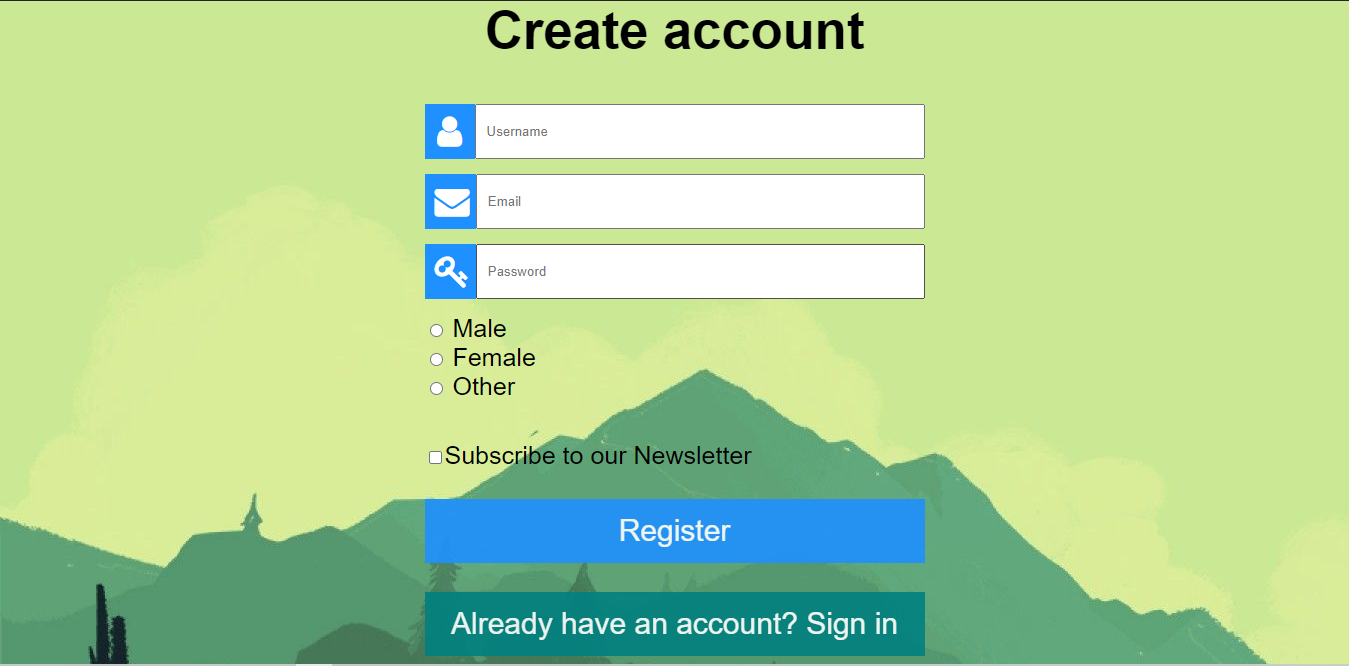 Create account
Username
Email
Password
Male
Female
Other
Subscribe to our Newsletter
Register
Already have an account? Sign in